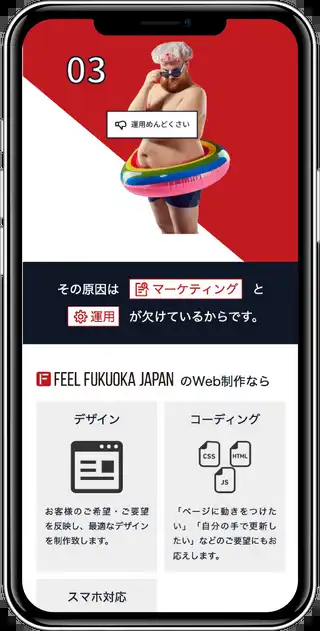 03
運用めんどくさい
その原因は マーケティング と
運用 が欠けているからです。
FEEL FUKUOKA JAPAN のWeb制作なら
デザイン
お客様のご希望・ご要望
を反映し、最適なデザイン
を制作致します。
コーディング
CSS
HTML
JS
「ページに動きをつけた
い」「自分の手で更新し
たい」などのご要望にもお
応えします。
スマホ対応